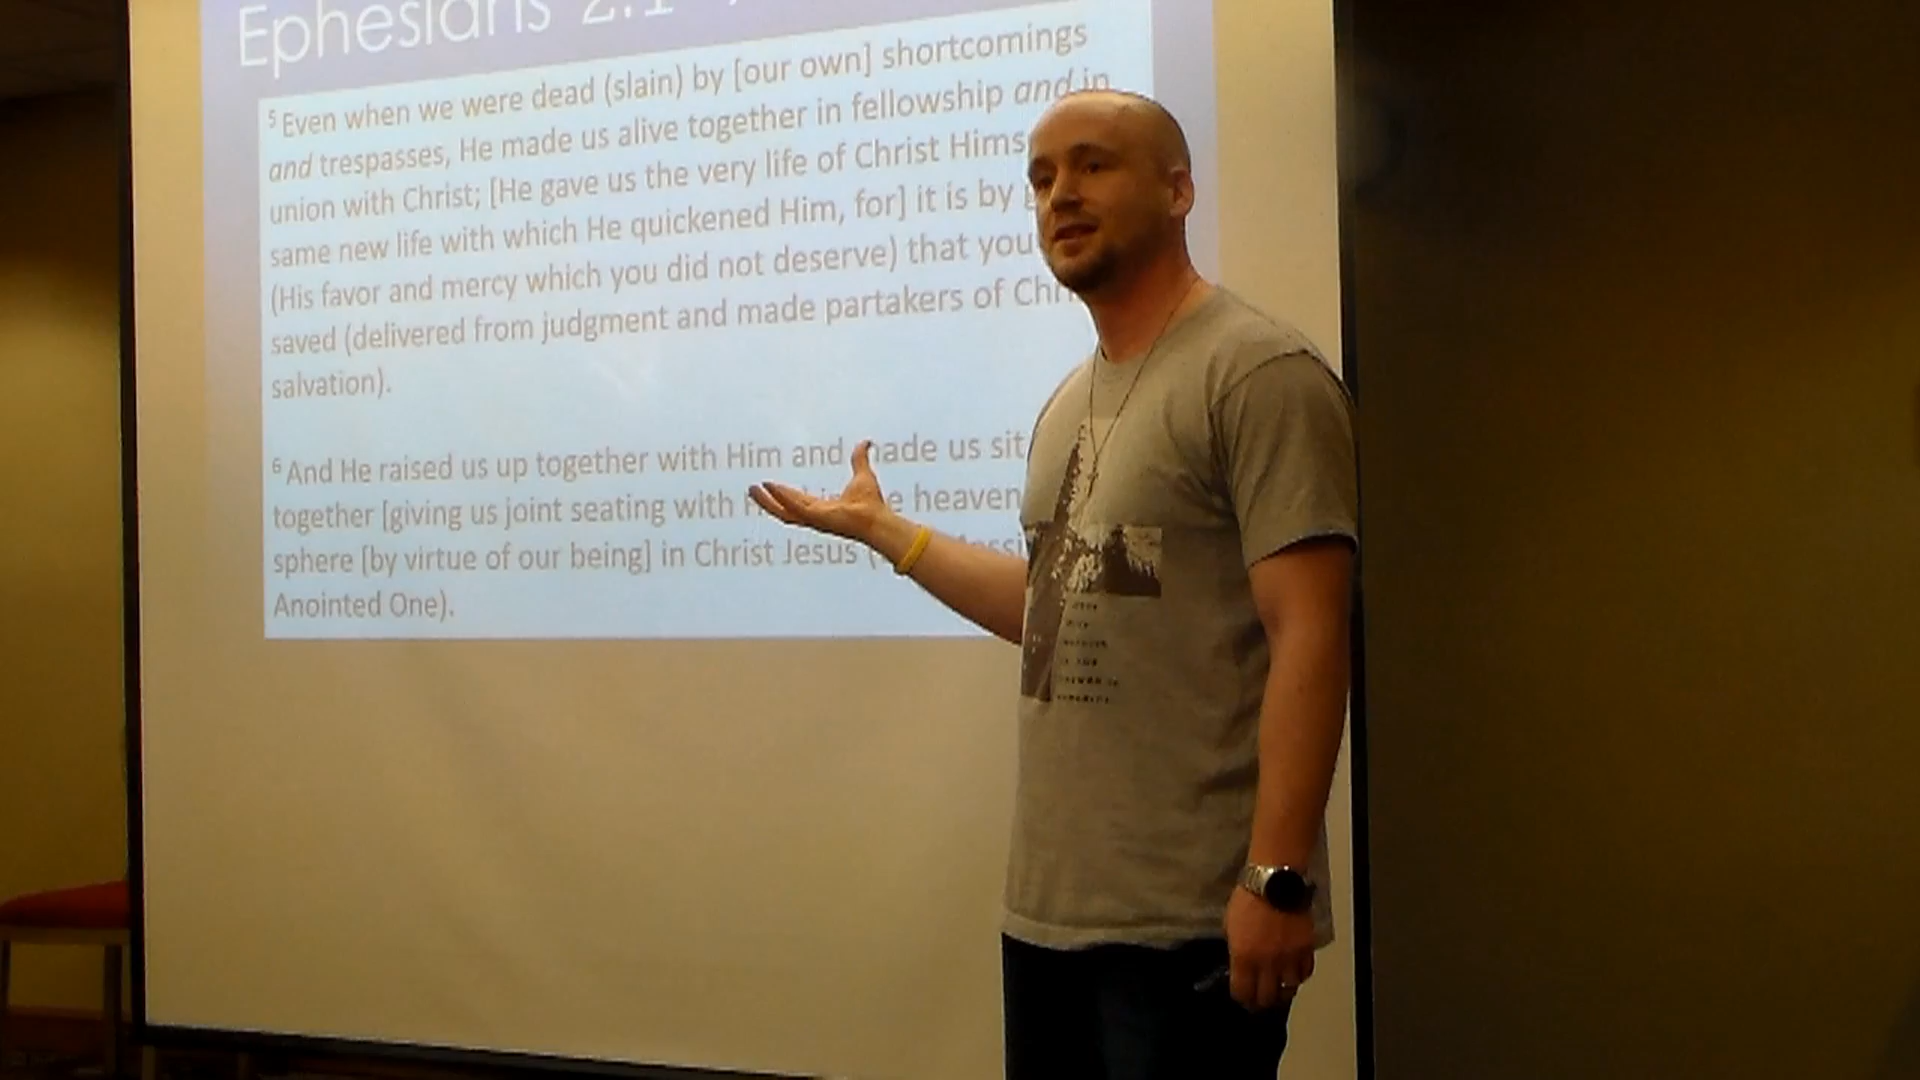 Ephesians 2:1
5 Even when we were dead (slain) by [our own] shortcomings
and trespasses, He made us alive together in fellowship and in
union with Christ; [He gave us the very life of Christ
same new life with which He quickened Him, for] it is by
(His favor and mercy which you did not deserve) that you
saved (delivered from judgment and made partakers of
salvation).
6 And He raised us up together with Him and made us sit
together [giving us joint seating with
sphere [by virtue of our being] in Christ Jesus
Anointed One).